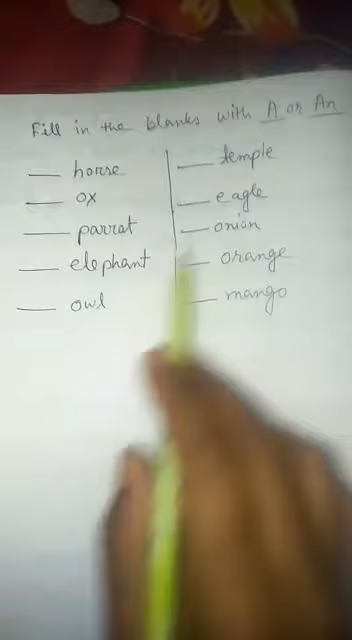 Fill in the blanks with A or An
___ horse
___ ox
___ parrot
___ elephant
___ owl
___ temple
___ eagle
___ onion
___ orange
___ mango